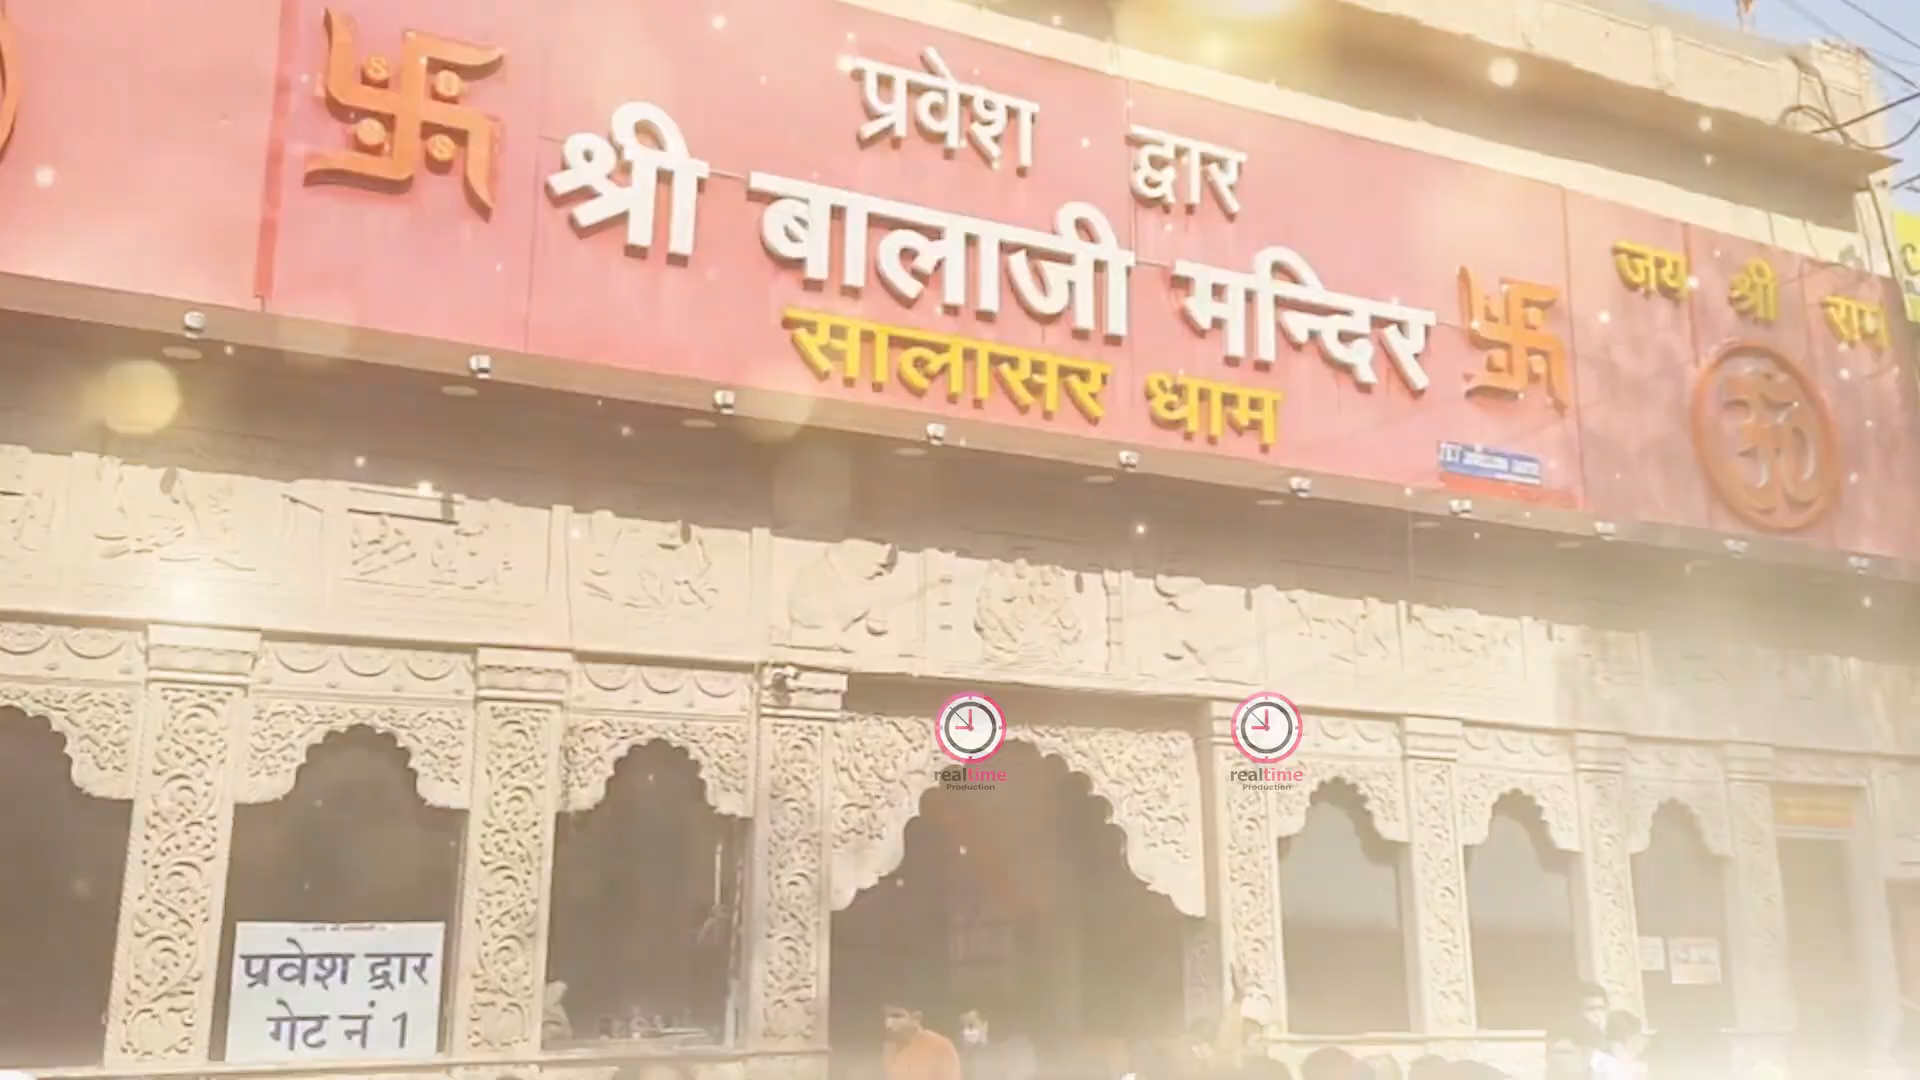 प्रवेश द्वार
श्री बालाजी मन्दिर
सालासर धाम
जय श्री राम
ॐ
realtime
Production
realtime
Production
प्रवेश द्वार
गेट नं 1